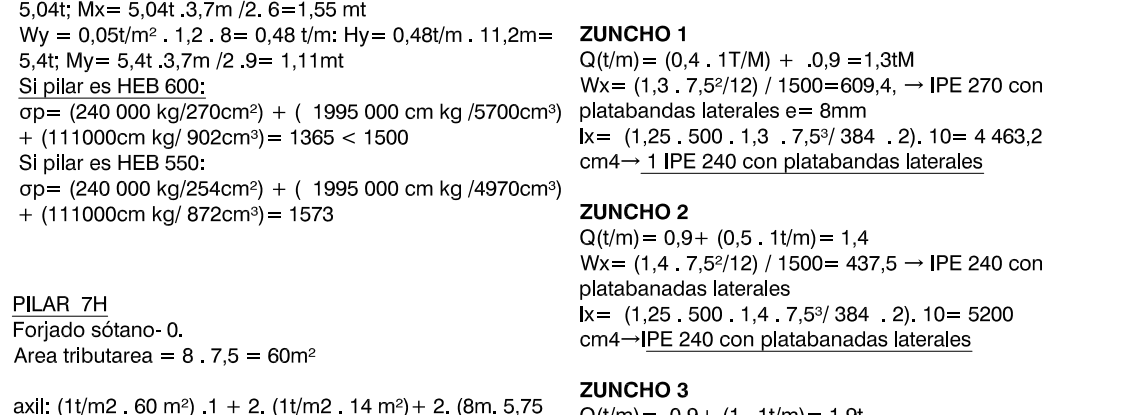 5,04t; Mx= 5,04t .3,7m /2. 6=1,55 mt
Wy = 0,05t/m² . 1,2 . 8= 0,48 t/m: Hy= 0,48t/m . 11,2m=
5,4t; My= 5,4t .3,7m /2 .9= 1,11mt
Si pilar es HEB 600:
σp= (240 000 kg/270cm²) + ( 1995 000 cm kg /5700cm³)
+ (111000cm kg/ 902cm³)= 1365 < 1500
Si pilar es HEB 550:
σp= (240 000 kg/254cm²) + ( 1995 000 cm kg /4970cm³)
+ (111000cm kg/ 872cm³)= 1573
PILAR 7H
Forjado sótano- 0.
Area tributarea = 8 . 7,5 = 60m²
axil: (1t/m2 . 60 m²) .1 + 2. (1t/m2 . 14 m²)+ 2. (8m. 5,75
ZUNCHO 1
Q(t/m)= (0,4 . 1T/M) + .0,9 =1,3tM
Wx= (1,3 . 7,5²/12) / 1500=609,4, → IPE 270 con
platabandas laterales e= 8mm
Ix= (1,25 . 500 . 1,3 . 7,5³/ 384 . 2). 10= 4 463,2
cm4→ 1 IPE 240 con platabandas laterales
ZUNCHO 2
Q(t/m)= 0,9+ (0,5 . 1t/m)= 1,4
Wx= (1,4 . 7,5²/12) / 1500= 437,5 → IPE 240 con
platabanadas laterales
Ix= (1,25 . 500 . 1,4 . 7,5³/ 384 . 2). 10= 5200
cm4→IPE 240 con platabanadas laterales
ZUNCHO 3
Q(t/m)= 0,9+ (1 . 1t/m)= 1,9t